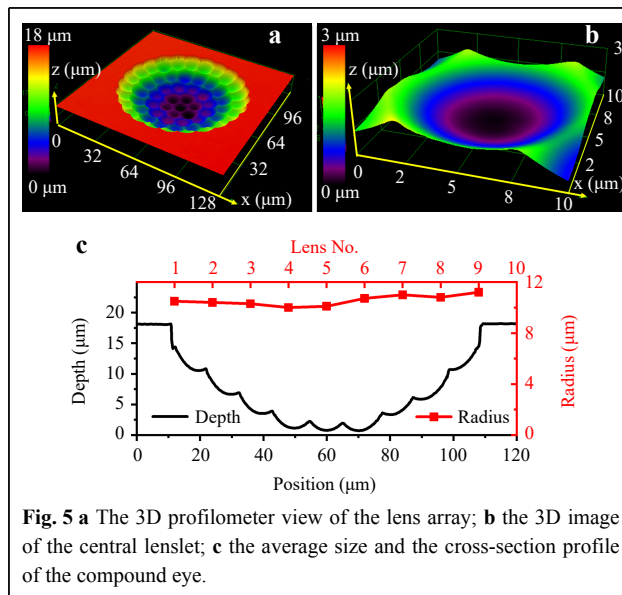 18 μm
a
z (μm)
96
64
32
0
32
64
96
128
x (μm)
0 μm
3 μm
b
z (μm)
3
10
8
5
2
0
2
5
8
10
x (μm)
0 μm
c
Lens No.
1 2 3 4 5 6 7 8 9 10
20
15
10
5
0
Depth (μm)
12
10
8
6
4
2
0
Radius (μm)
Depth
Radius
0 20 40 60 80 100 120
Position (μm)
Fig. 5 a The 3D profilometer view of the lens array; b the 3D image
of the central lenslet; c the average size and the cross-section profile
of the compound eye.